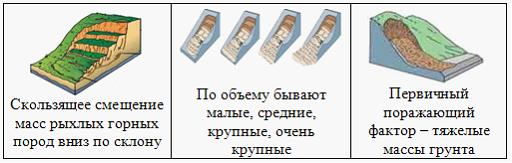 Скользящее смещение
масс рыхлых горных
пород вниз по склону
По объему бывают
малые, средние,
крупные, очень
крупные
Первичный
поражающий
фактор – тяжелые
массы грунта